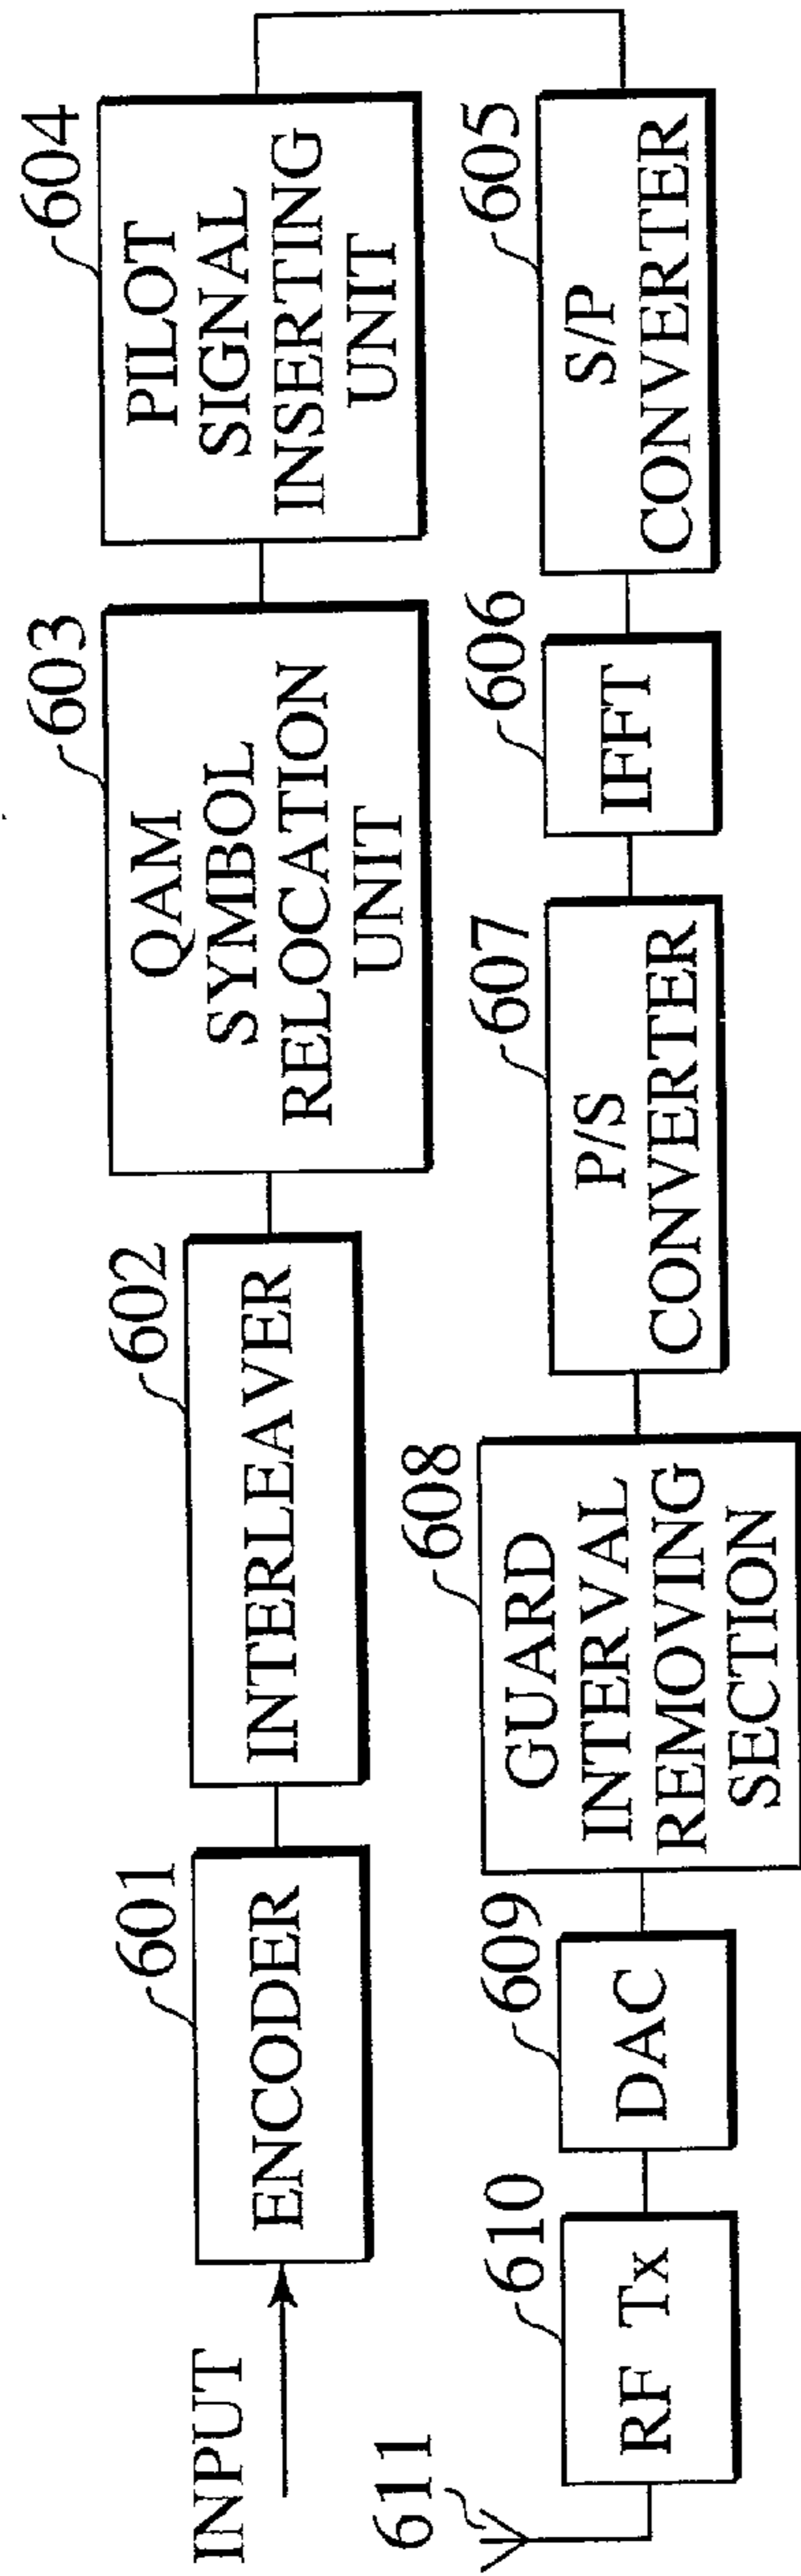 INPUT
601
ENCODER
602
INTERLEAVER
603
QAM
SYMBOL
RELOCATION
UNIT
604
PILOT
SIGNAL
INSERTING
UNIT
611
610
RF Tx
609
DAC
608
GUARD
INTERVAL
REMOVING
SECTION
607
P/S
CONVERTER
606
IFFT
605
S/P
CONVERTER